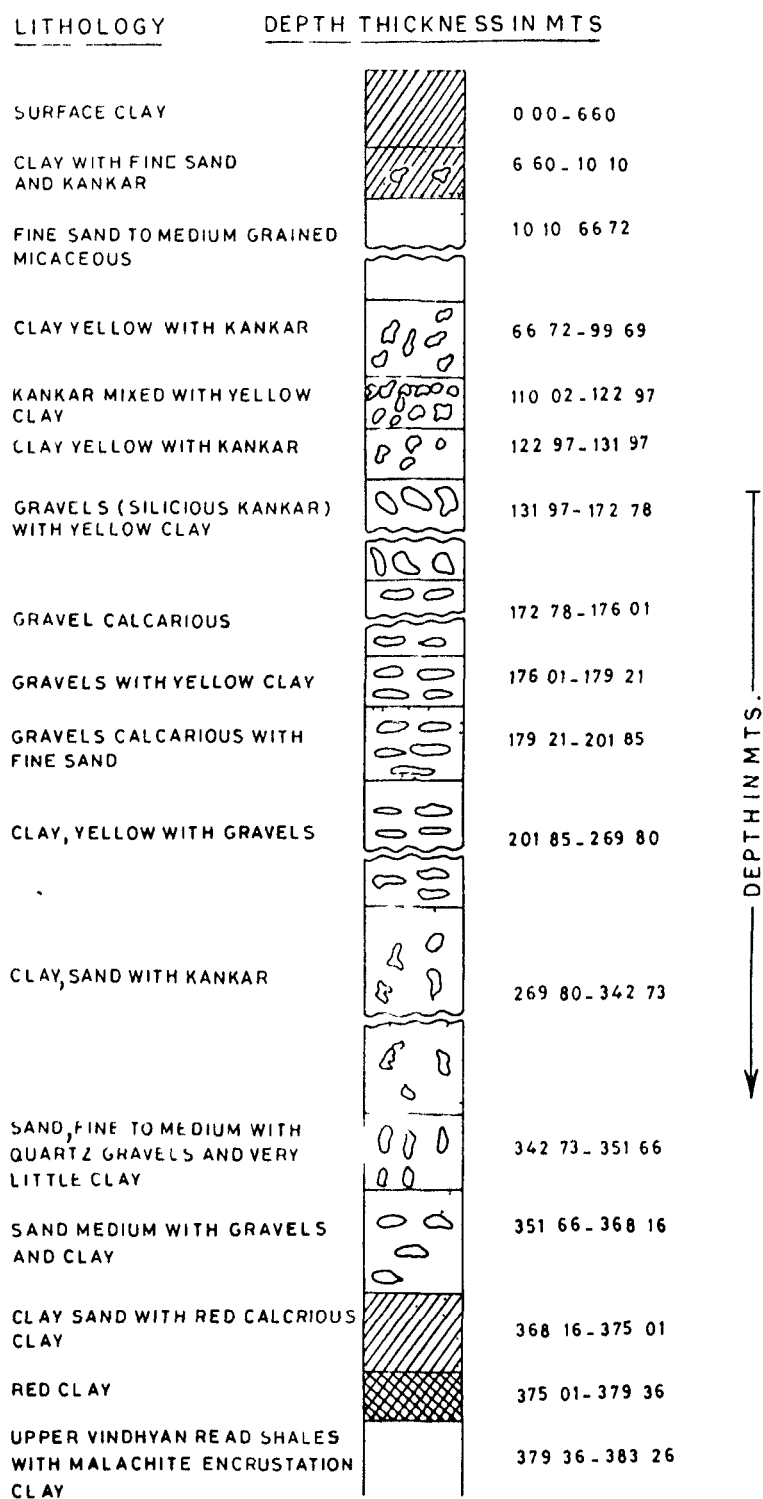 LITHOLOGY DEPTH THICKNESS IN MTS
SURFACE CLAY 0 00-660
CLAY WITH FINE SAND
AND KANKAR 6 60-10 10
FINE SAND TO MEDIUM GRAINED
MICACEOUS 10 10 66 72
CLAY YELLOW WITH KANKAR 66 72-99 69
KANKAR MIXED WITH YELLOW
CLAY 110 02-122 97
CLAY YELLOW WITH KANKAR 122 97-131 97
GRAVELS (SILICIOUS KANKAR)
WITH YELLOW CLAY 131 97-172 78
GRAVEL CALCARIOUS 172 78-176 01
GRAVELS WITH YELLOW CLAY 176 01-179 21
GRAVELS CALCARIOUS WITH
FINE SAND 179 21-201 85
CLAY, YELLOW WITH GRAVELS 201 85-269 80
CLAY, SAND WITH KANKAR 269 80-342 73
SAND, FINE TO MEDIUM WITH
QUARTZ GRAVELS AND VERY
LITTLE CLAY 342 73-351 66
SAND MEDIUM WITH GRAVELS
AND CLAY 351 66-368 16
CLAY SAND WITH RED CALCRIOUS
CLAY 368 16-375 01
RED CLAY 375 01-379 36
UPPER VINDHYAN READ SHALES
WITH MALACHITE ENCRUSTATION
CLAY 379 36-383 26
DEPTH IN MTS.